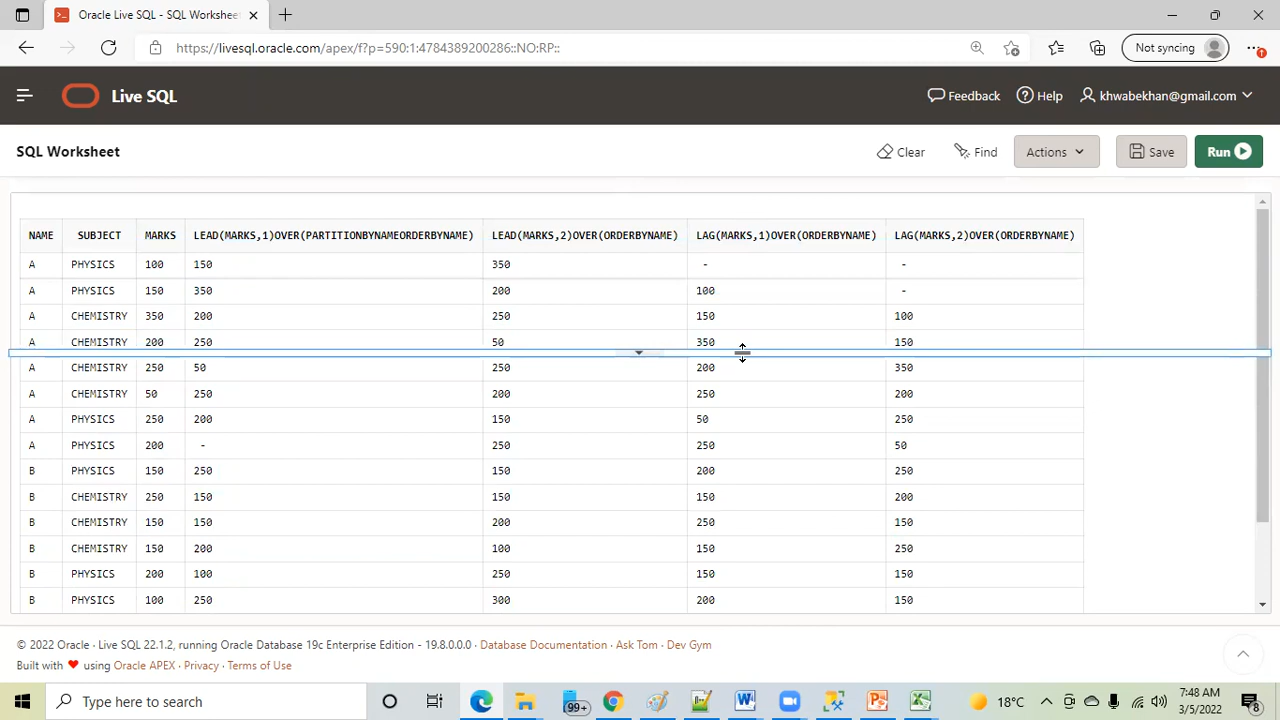 Oracle Live SQL - SQL Worksheet
https://livesql.oracle.com/apex/f?p=590:1:4784389200286::NO:RP::
Not syncing
Live SQL
Feedback
Help
khwabekhan@gmail.com
SQL Worksheet
Clear
Find
Actions
Save
Run
NAME SUBJECT MARKS LEAD(MARKS,1)OVER(PARTITIONBYNAMEORDERBYNAME) LEAD(MARKS,2)OVER(ORDERBYNAME) LAG(MARKS,1)OVER(ORDERBYNAME) LAG(MARKS,2)OVER(ORDERBYNAME)
A PHYSICS 100 150 350 - -
A PHYSICS 150 350 200 100 -
A CHEMISTRY 350 200 250 150 100
A CHEMISTRY 200 250 50 350 150
A CHEMISTRY 250 50 250 200 350
A CHEMISTRY 50 250 200 250 200
A PHYSICS 250 200 150 50 250
A PHYSICS 200 - 250 250 50
B PHYSICS 150 250 150 200 250
B CHEMISTRY 250 150 150 150 200
B CHEMISTRY 150 150 200 250 150
B CHEMISTRY 150 200 100 150 250
B PHYSICS 200 100 250 150 150
B PHYSICS 100 250 300 200 150
© 2022 Oracle · Live SQL 22.1.2, running Oracle Database 19c Enterprise Edition - 19.8.0.0.0 · Database Documentation · Ask Tom · Dev Gym
Built with ❤ using Oracle APEX · Privacy · Terms of Use
Type here to search
99+
18°C
7:48 AM
3/5/2022
8